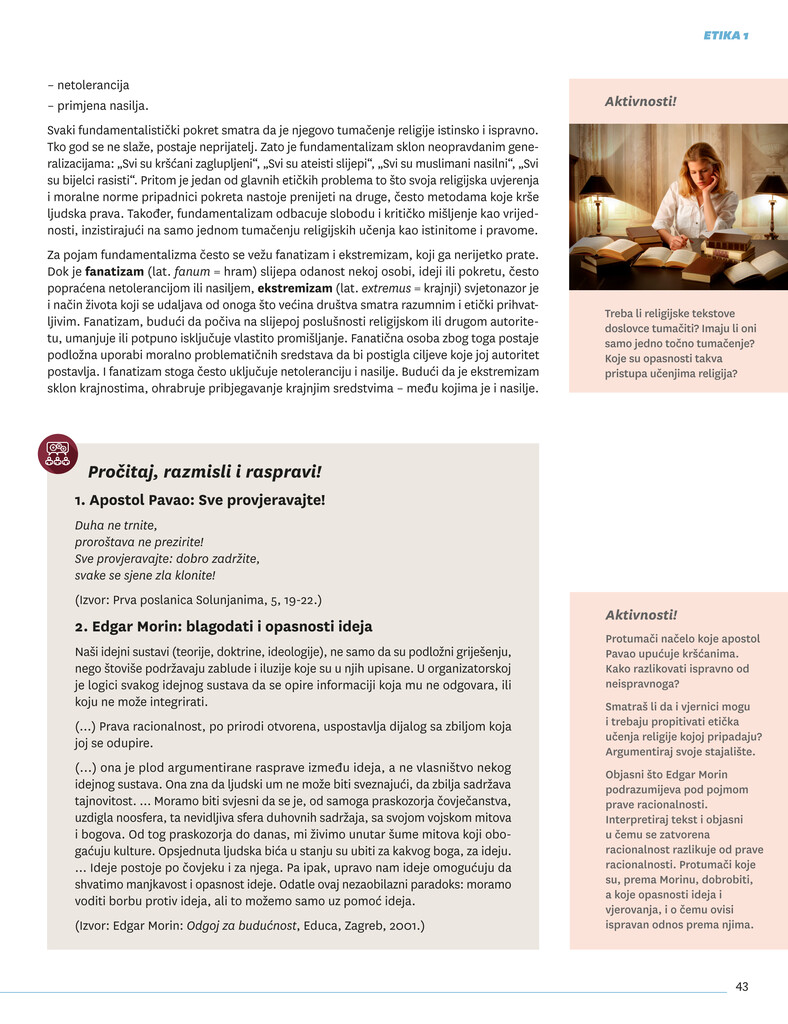 ETIKA 1
– netolerancija
– primjena nasilja.
Svaki fundamentalistički pokret smatra da je njegovo tumačenje religije istinsko i ispravno.
Tko god se ne slaže, postaje neprijatelj. Zato je fundamentalizam sklon neopravdanim gene-
ralizacijama: „Svi su kršćani zaglupljeni“, „Svi su ateisti slijepi“, „Svi su muslimani nasilni“, „Svi
su bijelci rasisti“. Pritom je jedan od glavnih etičkih problema to što svoja religijska uvjerenja
i moralne norme pripadnici pokreta nastoje prenijeti na druge, često metodama koje krše
ljudska prava. Također, fundamentalizam odbacuje slobodu i kritičko mišljenje kao vrijed-
nosti, inzistirajući na samo jednom tumačenju religijskih učenja kao istinitome i pravome.
Za pojam fundamentalizma često se vežu fanatizam i ekstremizam, koji ga nerijetko prate.
Dok je fanatizam (lat. fanum = hram) slijepa odanost nekoj osobi, ideji ili pokretu, često
popraćena netolerancijom ili nasiljem, ekstremizam (lat. extremus = krajnji) svjetonazor je
i način života koji se udaljava od onoga što većina društva smatra razumnim i etički prihvat-
ljivim. Fanatizam, budući da počiva na slijepoj poslušnosti religijskom ili drugom autorite-
tu, umanjuje ili potpuno isključuje vlastito promišljanje. Fanatična osoba zbog toga postaje
podložna uporabi moralno problematičnih sredstava da bi postigla ciljeve koje joj autoritet
postavlja. I fanatizam stoga često uključuje netoleranciju i nasilje. Budući da je ekstremizam
sklon krajnostima, ohrabruje pribjegavanje krajnjim sredstvima – među kojima je i nasilje.
Aktivnosti!
Treba li religijske tekstove
doslovce tumačiti? Imaju li oni
samo jedno točno tumačenje?
Koje su opasnosti takva
pristupa učenjima religija?
Pročitaj, razmisli i raspravi!
1. Apostol Pavao: Sve provjeravajte!
Duha ne trnite,
proroštava ne prezirite!
Sve provjeravajte: dobro zadržite,
svake se sjene zla klonite!
(Izvor: Prva poslanica Solunjanima, 5, 19-22.)
2. Edgar Morin: blagodati i opasnosti ideja
Naši idejni sustavi (teorije, doktrine, ideologije), ne samo da su podložni griješenju,
nego štoviše podržavaju zablude i iluzije koje su u njih upisane. U organizatorskoj
je logici svakog idejnog sustava da se opire informaciji koja mu ne odgovara, ili
koju ne može integrirati.
(...) Prava racionalnost, po prirodi otvorena, uspostavlja dijalog sa zbiljom koja
joj se odupire.
(...) ona je plod argumentirane rasprave između ideja, a ne vlasništvo nekog
idejnog sustava. Ona zna da ljudski um ne može biti sveznajući, da zbilja sadržava
tajnovitost. ... Moramo biti svjesni da se je, od samoga praskozorja čovječanstva,
uzdigla noosfera, ta nevidljiva sfera duhovnih sadržaja, sa svojom vojskom mitova
i bogova. Od tog praskozorja do danas, mi živimo unutar šume mitova koji obo-
gaćuju kulture. Opsjednuta ljudska bića u stanju su ubiti za kakvog boga, za ideju.
... Ideje postoje po čovjeku i za njega. Pa ipak, upravo nam ideje omogućuju da
shvatimo manjkavost i opasnost ideje. Odatle ovaj nezaobilazni paradoks: moramo
voditi borbu protiv ideja, ali to možemo samo uz pomoć ideja.
(Izvor: Edgar Morin: Odgoj za budućnost, Educa, Zagreb, 2001.)
Aktivnosti!
Protumači načelo koje apostol
Pavao upućuje kršćanima.
Kako razlikovati ispravno od
neispravnoga?
Smatraš li da i vjernici mogu
i trebaju propitivati etička
učenja religije kojoj pripadaju?
Argumentiraj svoje stajalište.
Objasni što Edgar Morin
podrazumijeva pod pojmom
prave racionalnosti.
Interpretiraj tekst i objasni
u čemu se zatvorena
racionalnost razlikuje od prave
racionalnosti. Protumači koje
su, prema Morinu, dobrobiti,
a koje opasnosti ideja i
vjerovanja, i o čemu ovisi
ispravan odnos prema njima.
43